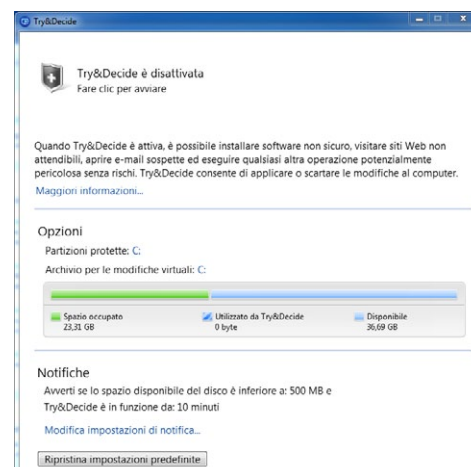 Try&Decide
Try&Decide è disattivata
Fare clic per avviare
Quando Try&Decide è attiva, è possibile installare software non sicuro, visitare siti Web non
attendibili, aprire e-mail sospette ed eseguire qualsiasi altra operazione potenzialmente
pericolosa senza rischi. Try&Decide consente di applicare o scartare le modifiche al computer.
Maggiori informazioni...
Opzioni
Partizioni protette: C:
Archivio per le modifiche virtuali: C:
Spazio occupato Utilizzato da Try&Decide Disponibile
23,31 GB 0 byte 36,69 GB
Notifiche
Avverti se lo spazio disponibile del disco è inferiore a: 500 MB e
Try&Decide è in funzione da: 10 minuti
Modifica impostazioni di notifica...
Ripristina impostazioni predefinite